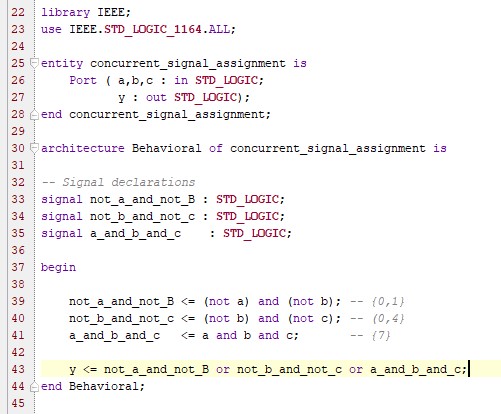 22 library IEEE;
23 use IEEE.STD_LOGIC_1164.ALL;
24
25 entity concurrent_signal_assignment is
26     Port ( a,b,c : in STD_LOGIC;
27            y : out STD_LOGIC);
28 end concurrent_signal_assignment;
29
30 architecture Behavioral of concurrent_signal_assignment is
31
32 -- Signal declarations
33 signal not_a_and_not_B : STD_LOGIC;
34 signal not_b_and_not_c : STD_LOGIC;
35 signal a_and_b_and_c    : STD_LOGIC;
36
37 begin
38
39     not_a_and_not_B <= (not a) and (not b); -- {0,1}
40     not_b_and_not_c <= (not b) and (not c); -- {0,4}
41     a_and_b_and_c   <= a and b and c;       -- {7}
42
43     y <= not_a_and_not_B or not_b_and_not_c or a_and_b_and_c;
44 end Behavioral;
45